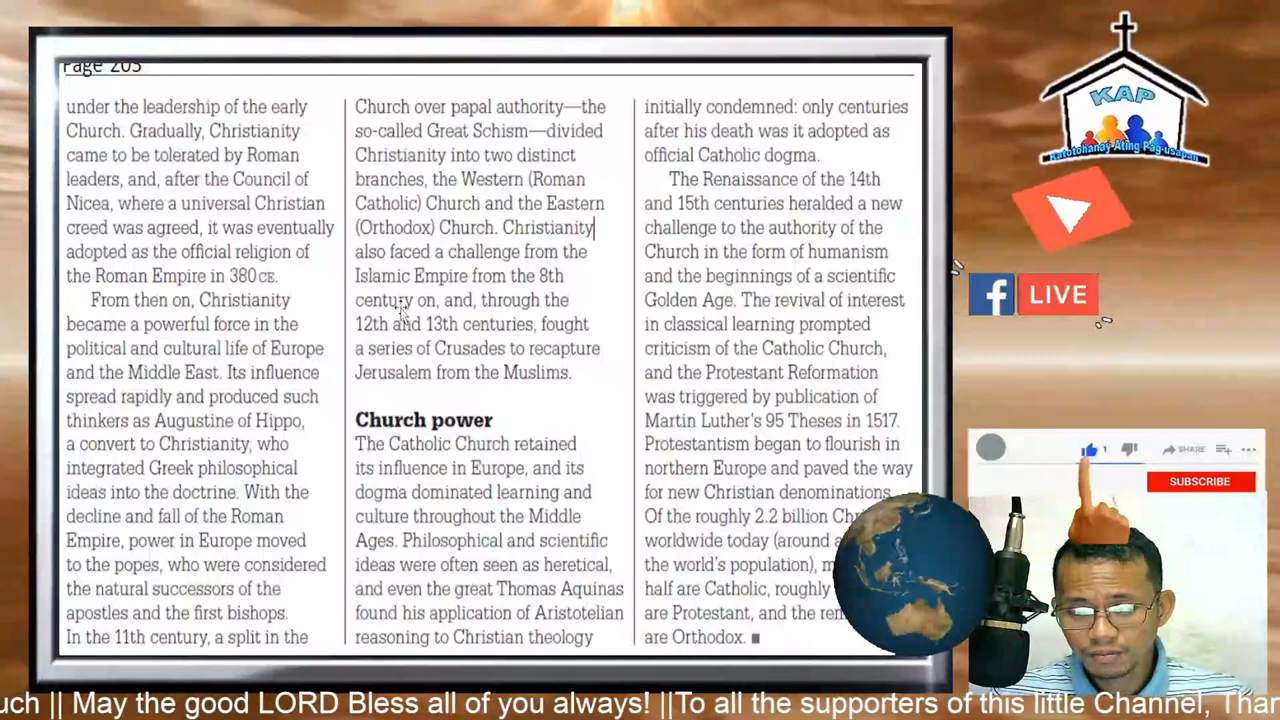 Page 203
under the leadership of the early
Church. Gradually, Christianity
came to be tolerated by Roman
leaders, and, after the Council of
Nicea, where a universal Christian
creed was agreed, it was eventually
adopted as the official religion of
the Roman Empire in 380CE.
From then on, Christianity
became a powerful force in the
political and cultural life of Europe
and the Middle East. Its influence
spread rapidly and produced such
thinkers as Augustine of Hippo,
a convert to Christianity, who
integrated Greek philosophical
ideas into the doctrine. With the
decline and fall of the Roman
Empire, power in Europe moved
to the popes, who were considered
the natural successors of the
apostles and the first bishops.
In the 11th century, a split in the
Church over papal authority—the
so-called Great Schism—divided
Christianity into two distinct
branches, the Western (Roman
Catholic) Church and the Eastern
(Orthodox) Church. Christianity
also faced a challenge from the
Islamic Empire from the 8th
century on, and, through the
12th and 13th centuries, fought
a series of Crusades to recapture
Jerusalem from the Muslims.
Church power
The Catholic Church retained
its influence in Europe, and its
dogma dominated learning and
culture throughout the Middle
Ages. Philosophical and scientific
ideas were often seen as heretical,
and even the great Thomas Aquinas
found his application of Aristotelian
reasoning to Christian theology
initially condemned: only centuries
after his death was it adopted as
official Catholic dogma.
The Renaissance of the 14th
and 15th centuries heralded a new
challenge to the authority of the
Church in the form of humanism
and the beginnings of a scientific
Golden Age. The revival of interest
in classical learning prompted
criticism of the Catholic Church,
and the Protestant Reformation
was triggered by publication of
Martin Luther's 95 Theses in 1517.
Protestantism began to flourish in
northern Europe and paved the way
for new Christian denominations.
Of the roughly 2.2 billion Ch
worldwide today (around a
the world's population), m
half are Catholic, roughly
are Protestant, and the re
are Orthodox.
KAP
Katotohanay Ating Pag-usapan
f LIVE
1 SHARE
SUBSCRIBE
uch || May the good LORD Bless all of you always! ||To all the supporters of this little Channel, Than